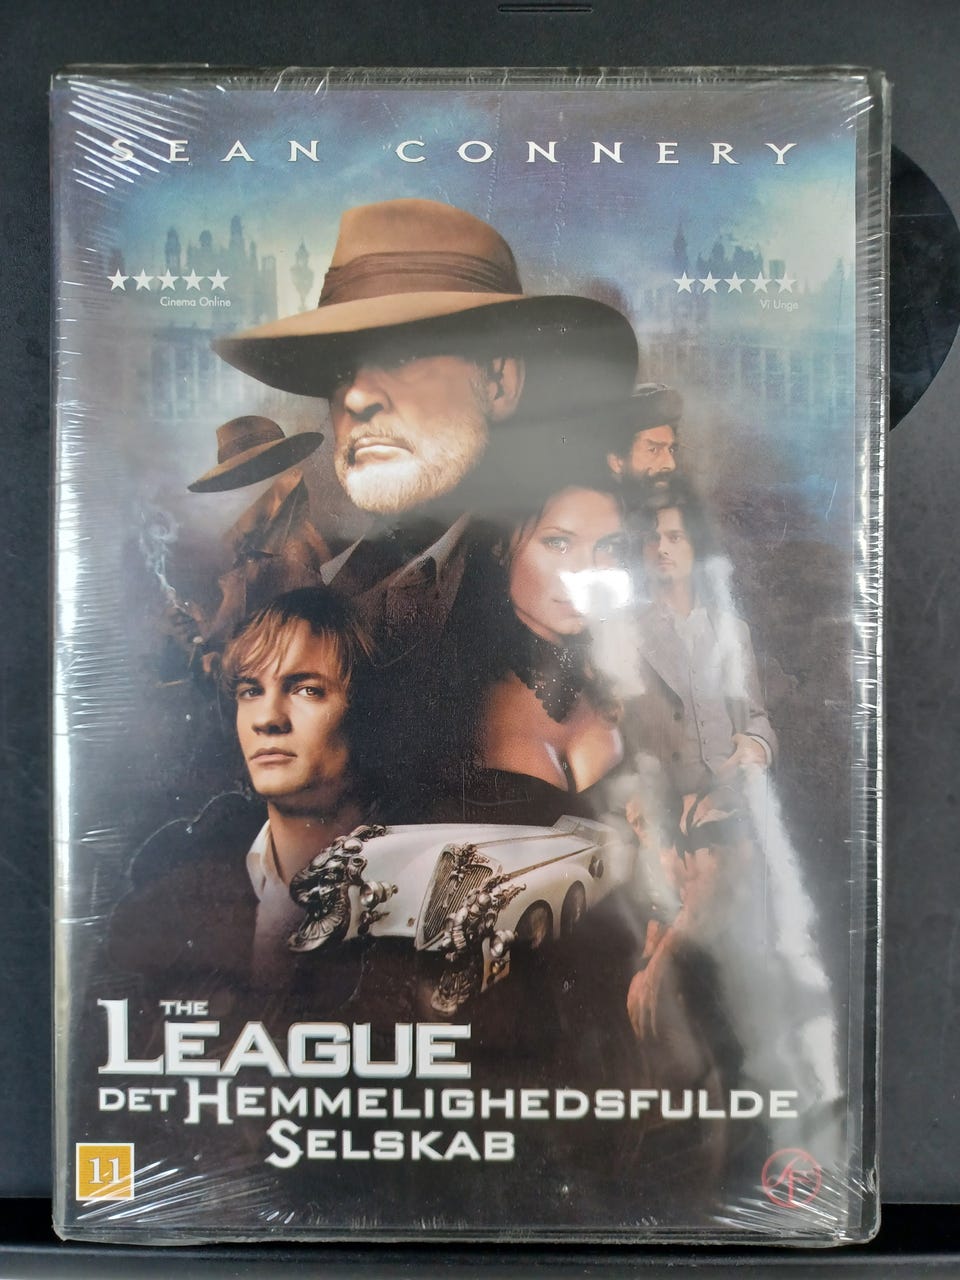 SEAN CONNERY
Cinema Online
Vi Unge
THE
LEAGUE
DET HEMMELIGHEDSFULDE
SELSKAB
11